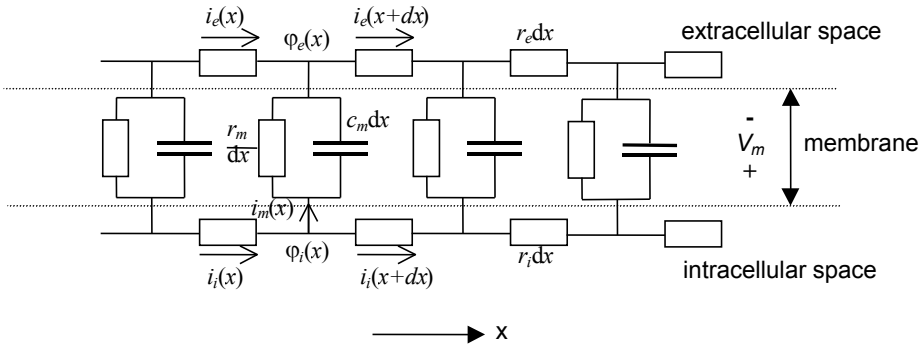 i_e(x) i_e(x+dx)
φ_e(x) r_e dx extracellular space
r_m/dx c_m dx - V_m + membrane
i_m(x)
φ_i(x) r_i dx
i_i(x) i_i(x+dx) intracellular space
x